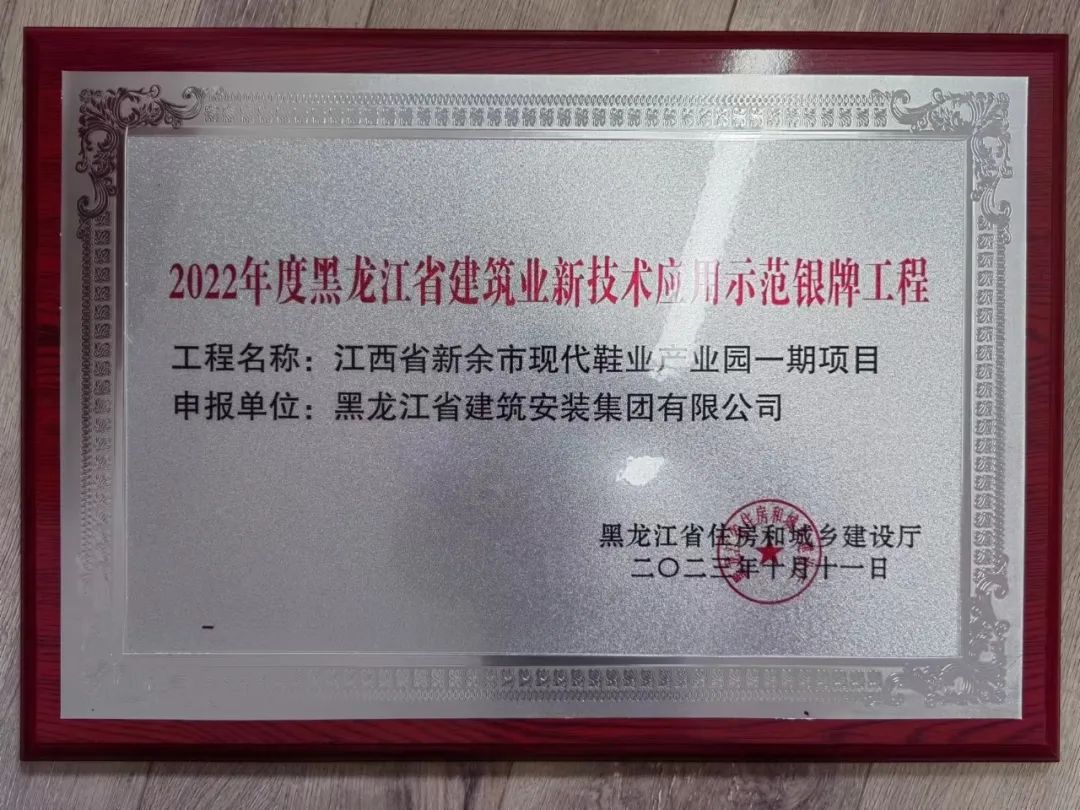 2022年度黑龙江省建筑业新技术应用示范银牌工程
工程名称：江西省新余市现代鞋业产业园一期项目
申报单位：黑龙江省建筑安装集团有限公司
黑龙江省住房和城乡建设厅
二〇二三年十月十一日